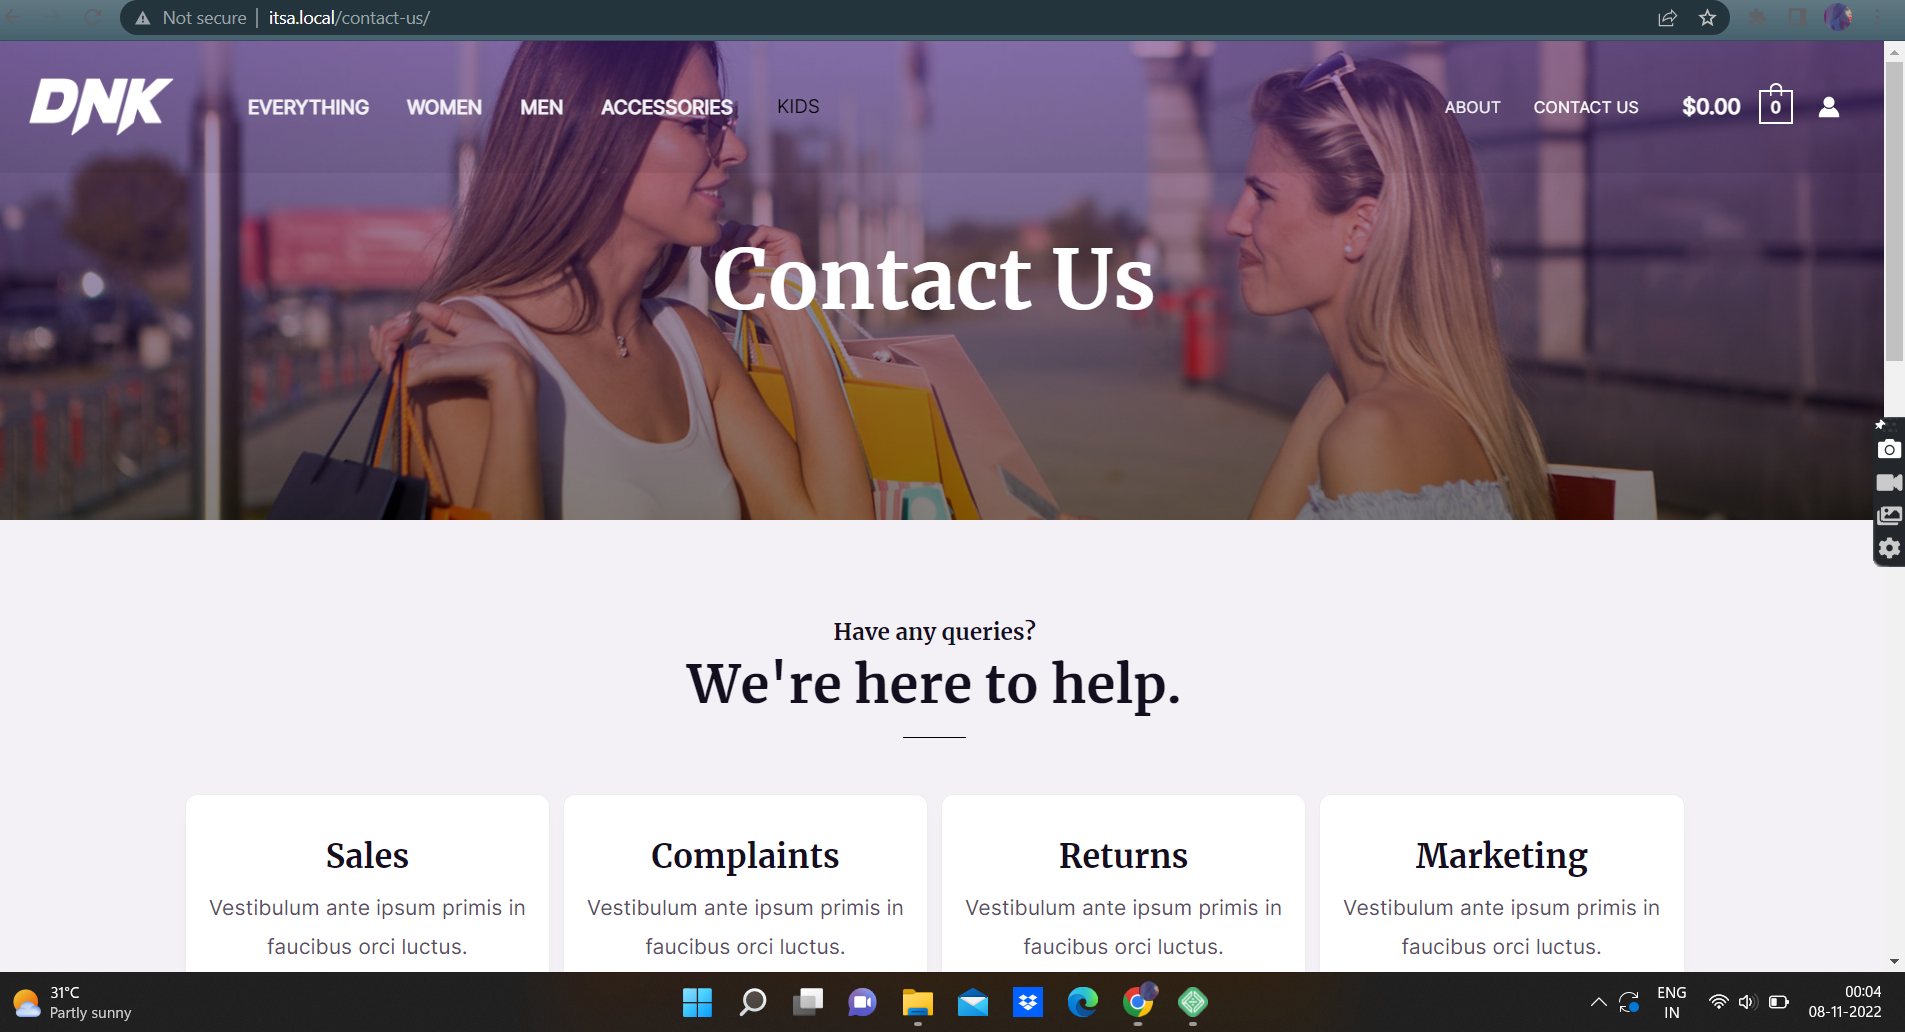 Not secure | itsa.local/contact-us/
DNK EVERYTHING WOMEN MEN ACCESSORIES KIDS ABOUT CONTACT US $0.00 0
Contact Us
Have any queries?
We're here to help.
Sales
Vestibulum ante ipsum primis in
faucibus orci luctus.
Complaints
Vestibulum ante ipsum primis in
faucibus orci luctus.
Returns
Vestibulum ante ipsum primis in
faucibus orci luctus.
Marketing
Vestibulum ante ipsum primis in
faucibus orci luctus.
31°C
Partly sunny
ENG
IN
00:04
08-11-2022